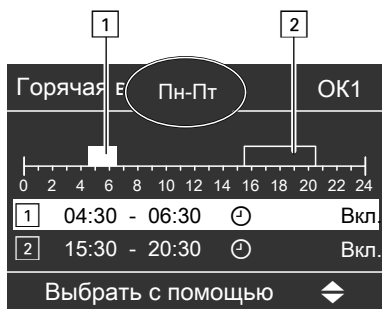 1 2
Горячая в Пн-Пт ОК1
0 2 4 6 8 10 12 14 16 18 20 22 24
1 04:30 - 06:30 Вкл.
2 15:30 - 20:30 Вкл.
Выбрать с помощью